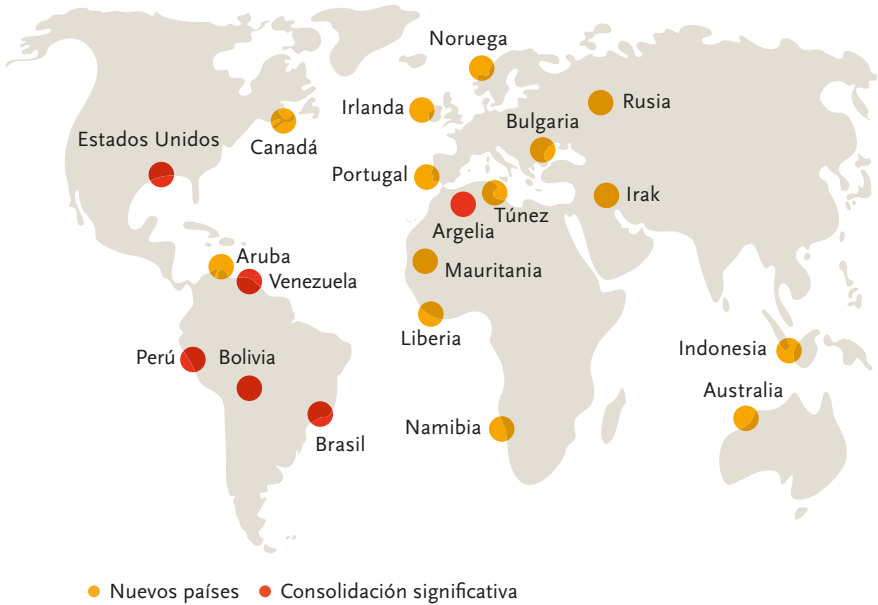 Noruega
Irlanda
Rusia
Bulgaria
Estados Unidos
Canadá
Portugal
Irak
Túnez
Argelia
Aruba
Mauritania
Venezuela
Liberia
Indonesia
Perú
Bolivia
Australia
Namibia
Brasil
Nuevos países
Consolidación significativa